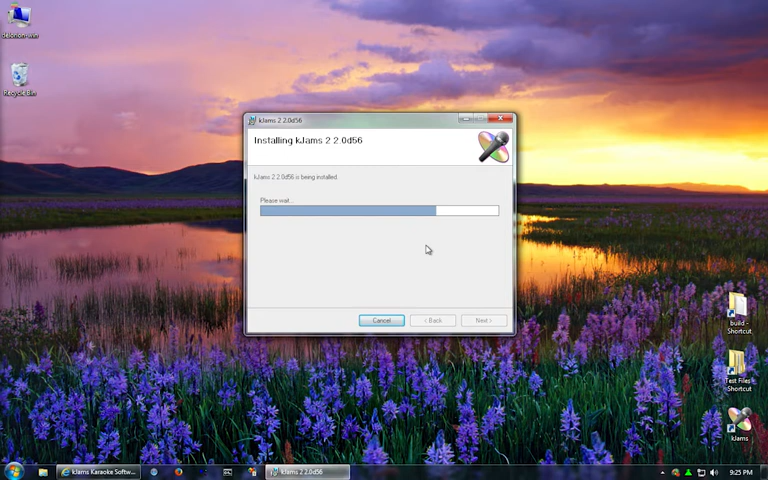 delorion-win
Recycle Bin
kJams 2 2.0d56
Installing kJams 2 2.0d56
kJams 2 2.0d56 is being installed.
Please wait...
Cancel
< Back
Next >
build -
Shortcut
Test Files
Shortcut
kJams
kJams Karaoke Softw...
kJams 2 2.0d56
9:25 PM